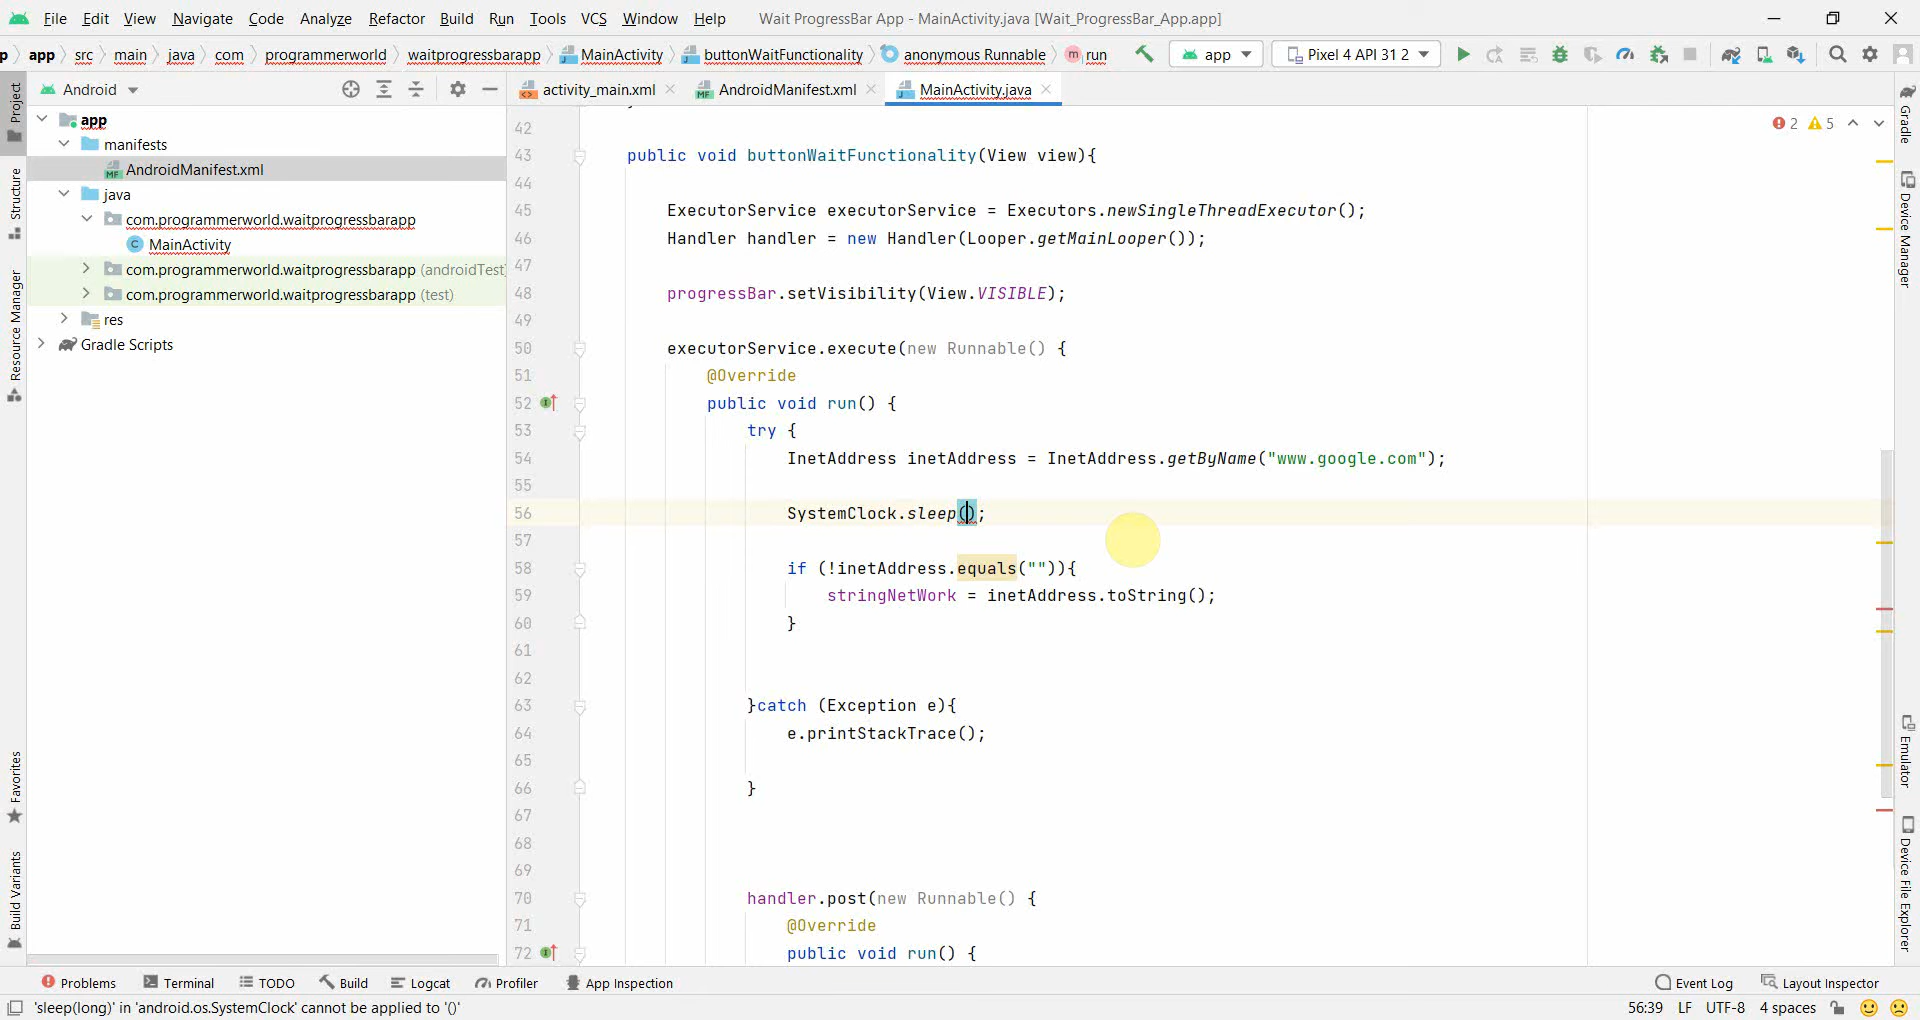 File Edit View Navigate Code Analyze Refactor Build Run Tools VCS Window Help Wait ProgressBar App - MainActivity.java [Wait_ProgressBar_App.app]
p app src main java com programmerworld waitprogressbarapp MainActivity buttonWaitFunctionality anonymous Runnable m run app Pixel 4 API 31 2
Project
Structure
Resource Manager
Favorites
Build Variants
Android
app
manifests
MF AndroidManifest.xml
java
com.programmerworld.waitprogressbarapp
C MainActivity
com.programmerworld.waitprogressbarapp (androidTest)
com.programmerworld.waitprogressbarapp (test)
res
Gradle Scripts
activity_main.xml MF AndroidManifest.xml MainActivity.java
2 5
42
43 public void buttonWaitFunctionality(View view){
44
45 ExecutorService executorService = Executors.newSingleThreadExecutor();
46 Handler handler = new Handler(Looper.getMainLooper());
47
48 progressBar.setVisibility(View.VISIBLE);
49
50 executorService.execute(new Runnable() {
51 @Override
52 public void run() {
53 try {
54 InetAddress inetAddress = InetAddress.getByName("www.google.com");
55
56 SystemClock.sleep();
57
58 if (!inetAddress.equals("")){
59 stringNetWork = inetAddress.toString();
60 }
61
62
63 }catch (Exception e){
64 e.printStackTrace();
65
66 }
67
68
69
70 handler.post(new Runnable() {
71 @Override
72 public void run() {
Gradle
Device Manager
Emulator
Device File Explorer
Problems Terminal TODO Build Logcat Profiler App Inspection Event Log Layout Inspector
'sleep(long)' in 'android.os.SystemClock' cannot be applied to '()' 56:39 LF UTF-8 4 spaces